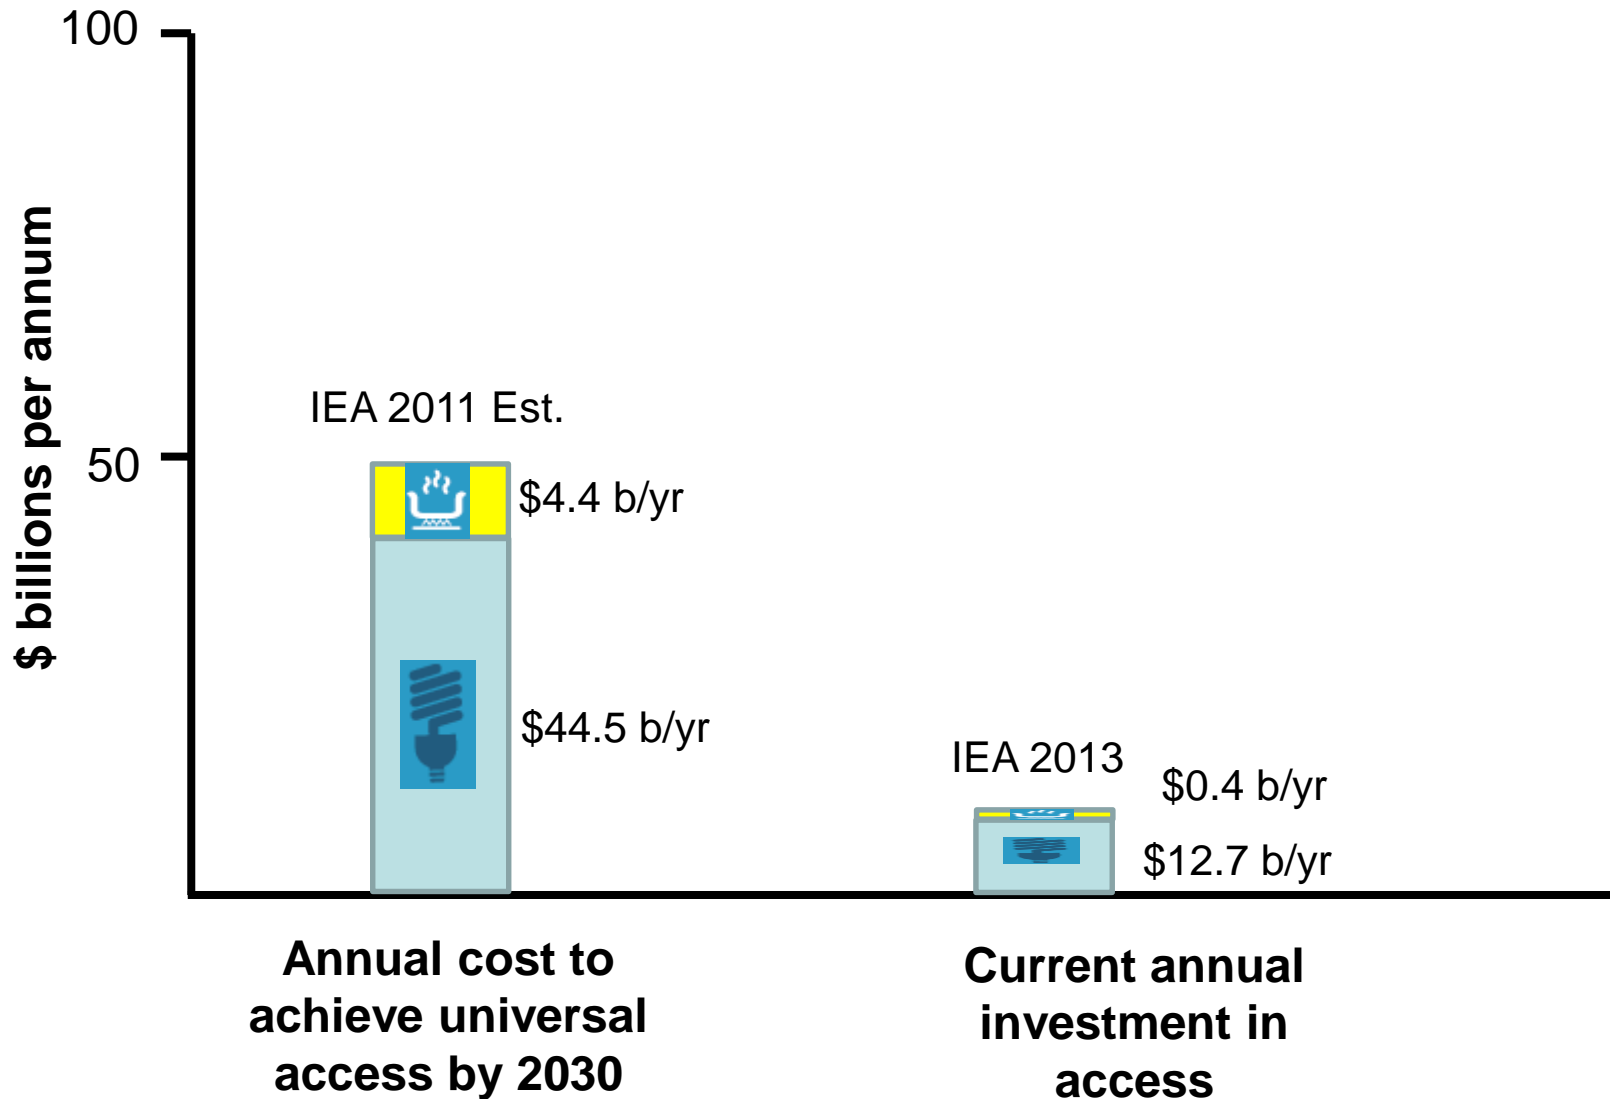 100
50
$ billions per annum
IEA 2011 Est.
$4.4 b/yr
$44.5 b/yr
IEA 2013
$0.4 b/yr
$12.7 b/yr
Annual cost to
achieve universal
access by 2030
Current annual
investment in
access